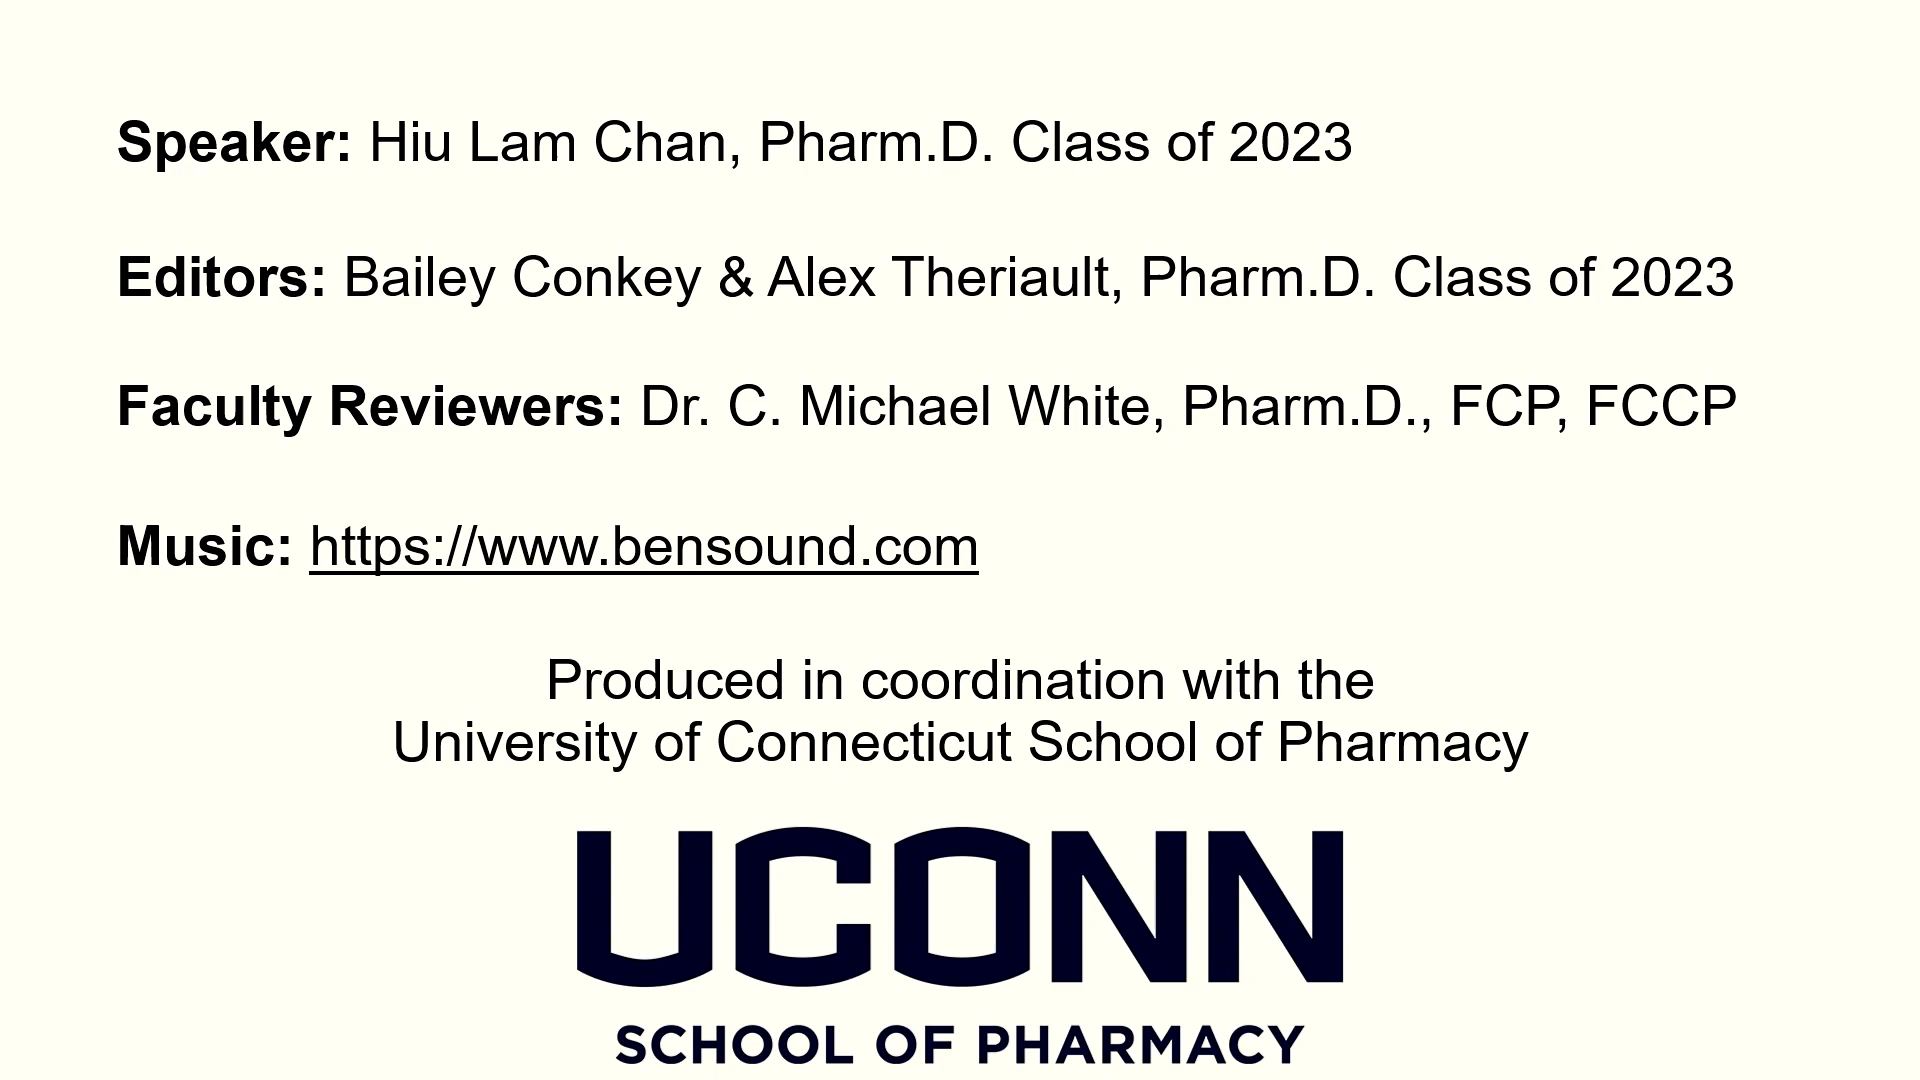 Speaker: Hiu Lam Chan, Pharm.D. Class of 2023
Editors: Bailey Conkey & Alex Theriault, Pharm.D. Class of 2023
Faculty Reviewers: Dr. C. Michael White, Pharm.D., FCP, FCCP
Music: https://www.bensound.com
Produced in coordination with the
University of Connecticut School of Pharmacy
UCONN
SCHOOL OF PHARMACY